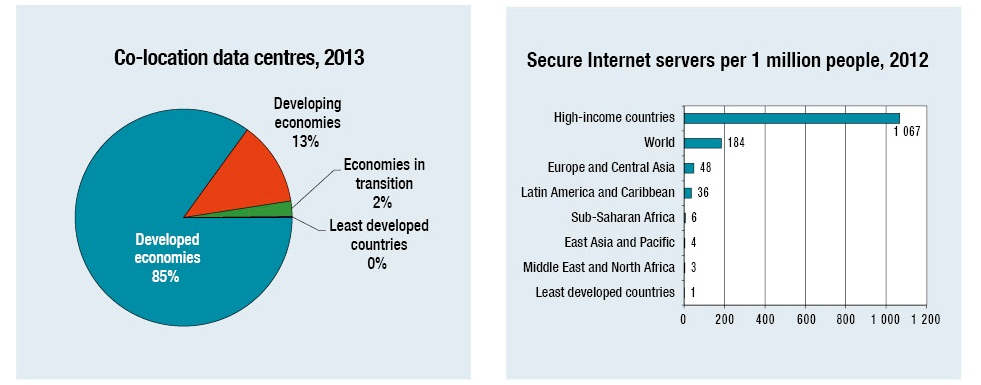 Co-location data centres, 2013
Developing
economies
13%
Economies in
transition
2%
Least developed
countries
0%
Developed
economies
85%
Secure Internet servers per 1 million people, 2012
High-income countries
1 067
World 184
Europe and Central Asia 48
Latin America and Caribbean 36
Sub-Saharan Africa 6
East Asia and Pacific 4
Middle East and North Africa 3
Least developed countries 1
0 200 400 600 800 1 000 1 200